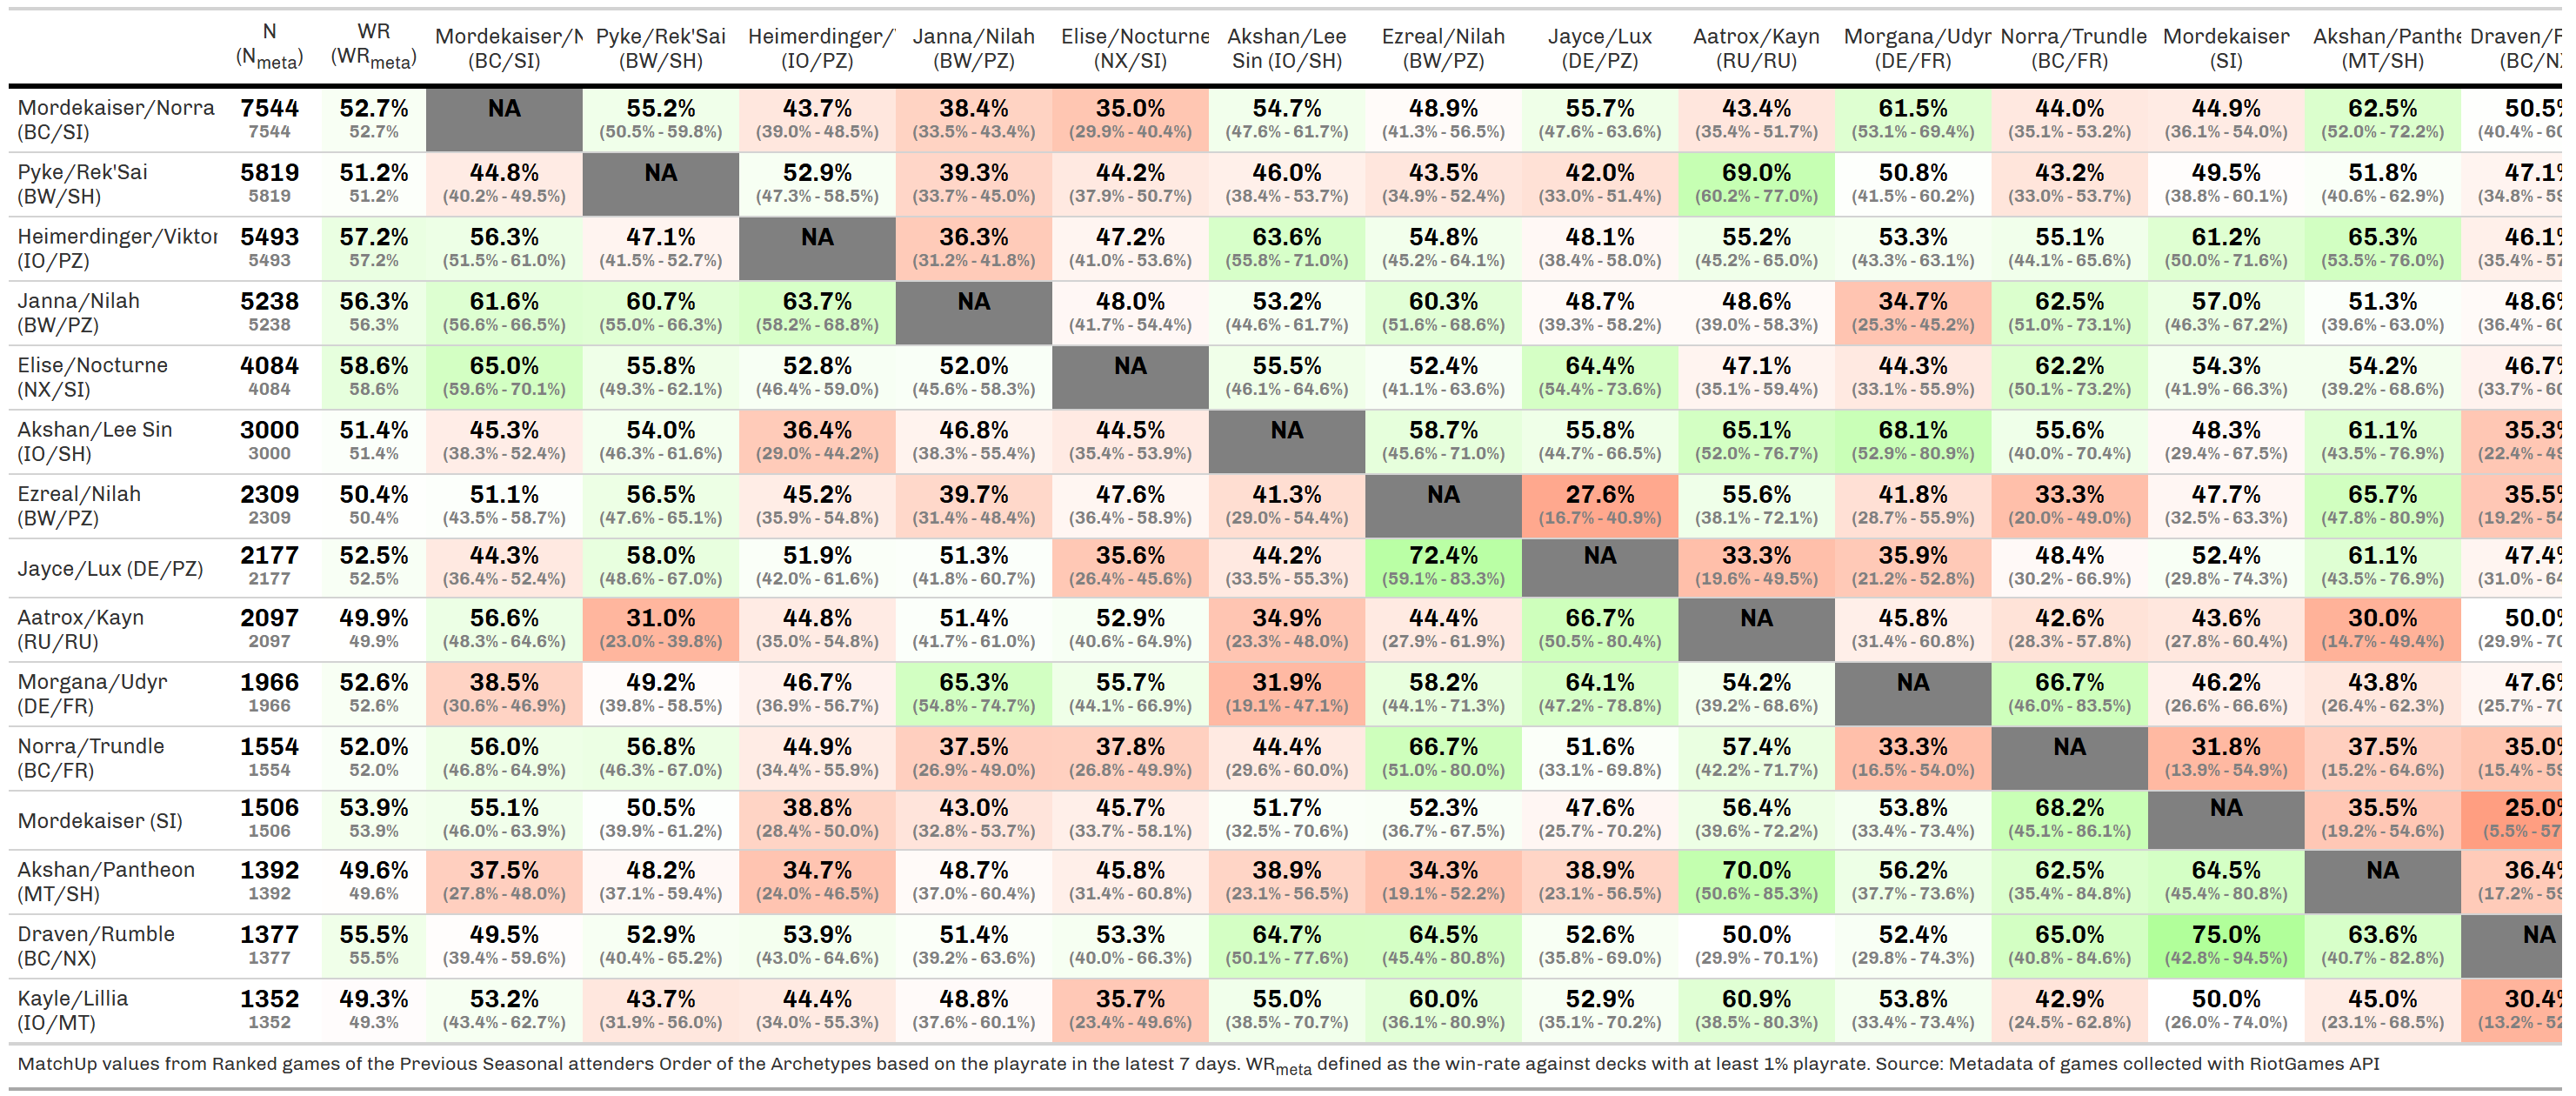 N WR Mordekaiser/N Pyke/Rek'Sai Heimerdinger/ Janna/Nilah Elise/Nocturne Akshan/Lee Ezreal/Nilah Jayce/Lux Aatrox/Kayn Morgana/Udyr Norra/Trundle Mordekaiser Akshan/Panthe Draven/
(Nmeta) (WRmeta) (BC/SI) (BW/SH) (IO/PZ) (BW/PZ) (NX/SI) Sin (IO/SH) (BW/PZ) (DE/PZ) (RU/RU) (DE/FR) (BC/FR) (SI) (MT/SH) (BC/N
Mordekaiser/Norra 7544 52.7% NA 55.2% 43.7% 38.4% 35.0% 54.7% 48.9% 55.7% 43.4% 61.5% 44.0% 44.9% 62.5% 50.5%
(BC/SI) 7544 52.7% (50.5% - 59.8%) (39.0% - 48.5%) (33.5% - 43.4%) (29.9% - 40.4%) (47.6% - 61.7%) (41.3% - 56.5%) (47.6% - 63.6%) (35.4% - 51.7%) (53.1% - 69.4%) (35.1% - 53.2%) (36.1% - 54.0%) (52.0% - 72.2%) (40.4% - 60
Pyke/Rek'Sai 5819 51.2% 44.8% NA 52.9% 39.3% 44.2% 46.0% 43.5% 42.0% 69.0% 50.8% 43.2% 49.5% 51.8% 47.1%
(BW/SH) 5819 51.2% (40.2% - 49.5%) (47.3% - 58.5%) (33.7% - 45.0%) (37.9% - 50.7%) (38.4% - 53.7%) (34.9% - 52.4%) (33.0% - 51.4%) (60.2% - 77.0%) (41.5% - 60.2%) (33.0% - 53.7%) (38.8% - 60.1%) (40.6% - 62.9%) (34.8% - 59
Heimerdinger/Viktor 5493 57.2% 56.3% 47.1% NA 36.3% 47.2% 63.6% 54.8% 48.1% 55.2% 53.3% 55.1% 61.2% 65.3% 46.1%
(IO/PZ) 5493 57.2% (51.5% - 61.0%) (41.5% - 52.7%) (31.2% - 41.8%) (41.0% - 53.6%) (55.8% - 71.0%) (45.2% - 64.1%) (38.4% - 58.0%) (45.2% - 65.0%) (43.3% - 63.1%) (44.1% - 65.6%) (50.0% - 71.6%) (53.5% - 76.0%) (35.4% - 57
Janna/Nilah 5238 56.3% 61.6% 60.7% 63.7% NA 48.0% 53.2% 60.3% 48.7% 48.6% 34.7% 62.5% 57.0% 51.3% 48.6%
(BW/PZ) 5238 56.3% (56.6% - 66.5%) (55.0% - 66.3%) (58.2% - 68.8%) (41.7% - 54.4%) (44.6% - 61.7%) (51.6% - 68.6%) (39.3% - 58.2%) (39.0% - 58.3%) (25.3% - 45.2%) (51.0% - 73.1%) (46.3% - 67.2%) (39.6% - 63.0%) (36.4% - 60
Elise/Nocturne 4084 58.6% 65.0% 55.8% 52.8% 52.0% NA 55.5% 52.4% 64.4% 47.1% 44.3% 62.2% 54.3% 54.2% 46.7%
(NX/SI) 4084 58.6% (59.6% - 70.1%) (49.3% - 62.1%) (46.4% - 59.0%) (45.6% - 58.3%) (46.1% - 64.6%) (41.1% - 63.6%) (54.4% - 73.6%) (35.1% - 59.4%) (33.1% - 55.9%) (50.1% - 73.2%) (41.9% - 66.3%) (39.2% - 68.6%) (33.7% - 60
Akshan/Lee Sin 3000 51.4% 45.3% 54.0% 36.4% 46.8% 44.5% NA 58.7% 55.8% 65.1% 68.1% 55.6% 48.3% 61.1% 35.3%
(IO/SH) 3000 51.4% (38.3% - 52.4%) (46.3% - 61.6%) (29.0% - 44.2%) (38.3% - 55.4%) (35.4% - 53.9%) (45.6% - 71.0%) (44.7% - 66.5%) (52.0% - 76.7%) (52.9% - 80.9%) (40.0% - 70.4%) (29.4% - 67.5%) (43.5% - 76.9%) (22.4% - 49
Ezreal/Nilah 2309 50.4% 51.1% 56.5% 45.2% 39.7% 47.6% 41.3% NA 27.6% 55.6% 41.8% 33.3% 47.7% 65.7% 35.5%
(BW/PZ) 2309 50.4% (43.5% - 58.7%) (47.6% - 65.1%) (35.9% - 54.8%) (31.4% - 48.4%) (36.4% - 58.9%) (29.0% - 54.4%) (16.7% - 40.9%) (38.1% - 72.1%) (28.7% - 55.9%) (20.0% - 49.0%) (32.5% - 63.3%) (47.8% - 80.9%) (19.2% - 54
Jayce/Lux (DE/PZ) 2177 52.5% 44.3% 58.0% 51.9% 51.3% 35.6% 44.2% 72.4% NA 33.3% 35.9% 48.4% 52.4% 61.1% 47.4%
2177 52.5% (36.4% - 52.4%) (48.6% - 67.0%) (42.0% - 61.6%) (41.8% - 60.7%) (26.4% - 45.6%) (33.5% - 55.3%) (59.1% - 83.3%) (19.6% - 49.5%) (21.2% - 52.8%) (30.2% - 66.9%) (29.8% - 74.3%) (43.5% - 76.9%) (31.0% - 64
Aatrox/Kayn 2097 49.9% 56.6% 31.0% 44.8% 51.4% 52.9% 34.9% 44.4% 66.7% NA 45.8% 42.6% 43.6% 30.0% 50.0%
(RU/RU) 2097 49.9% (48.3% - 64.6%) (23.0% - 39.8%) (35.0% - 54.8%) (41.7% - 61.0%) (40.6% - 64.9%) (23.3% - 48.0%) (27.9% - 61.9%) (50.5% - 80.4%) (31.4% - 60.8%) (28.3% - 57.8%) (27.8% - 60.4%) (14.7% - 49.4%) (29.9% - 70
Morgana/Udyr 1966 52.6% 38.5% 49.2% 46.7% 65.3% 55.7% 31.9% 58.2% 64.1% 54.2% NA 66.7% 46.2% 43.8% 47.6%
(DE/FR) 1966 52.6% (30.6% - 46.9%) (39.8% - 58.5%) (36.9% - 56.7%) (54.8% - 74.7%) (44.1% - 66.9%) (19.1% - 47.1%) (44.1% - 71.3%) (47.2% - 78.8%) (39.2% - 68.6%) (46.0% - 83.5%) (26.6% - 66.6%) (26.4% - 62.3%) (25.7% - 70
Norra/Trundle 1554 52.0% 56.0% 56.8% 44.9% 37.5% 37.8% 44.4% 66.7% 51.6% 57.4% 33.3% NA 31.8% 37.5% 35.0%
(BC/FR) 1554 52.0% (46.8% - 64.9%) (46.3% - 67.0%) (34.4% - 55.9%) (26.9% - 49.0%) (26.8% - 49.9%) (29.6% - 60.0%) (51.0% - 80.0%) (33.1% - 69.8%) (42.2% - 71.7%) (16.5% - 54.0%) (13.9% - 54.9%) (15.2% - 64.6%) (15.4% - 59
Mordekaiser (SI) 1506 53.9% 55.1% 50.5% 38.8% 43.0% 45.7% 51.7% 52.3% 47.6% 56.4% 53.8% 68.2% NA 35.5% 25.0%
1506 53.9% (46.0% - 63.9%) (39.9% - 61.2%) (28.4% - 50.0%) (32.8% - 53.7%) (33.7% - 58.1%) (32.5% - 70.6%) (36.7% - 67.5%) (25.7% - 70.2%) (39.6% - 72.2%) (33.4% - 73.4%) (45.1% - 86.1%) (19.2% - 54.6%) (5.5% - 57
Akshan/Pantheon 1392 49.6% 37.5% 48.2% 34.7% 48.7% 45.8% 38.9% 34.3% 38.9% 70.0% 56.2% 62.5% 64.5% NA 36.4%
(MT/SH) 1392 49.6% (27.8% - 48.0%) (37.1% - 59.4%) (24.0% - 46.5%) (37.0% - 60.4%) (31.4% - 60.8%) (23.1% - 56.5%) (19.1% - 52.2%) (23.1% - 56.5%) (50.6% - 85.3%) (37.7% - 73.6%) (35.4% - 84.8%) (45.4% - 80.8%) (17.2% - 59
Draven/Rumble 1377 55.5% 49.5% 52.9% 53.9% 51.4% 53.3% 64.7% 64.5% 52.6% 50.0% 52.4% 65.0% 75.0% 63.6% NA
(BC/NX) 1377 55.5% (39.4% - 59.6%) (40.4% - 65.2%) (43.0% - 64.6%) (39.2% - 63.6%) (40.0% - 66.3%) (50.1% - 77.6%) (45.4% - 80.8%) (35.8% - 69.0%) (29.9% - 70.1%) (29.8% - 74.3%) (40.8% - 84.6%) (42.8% - 94.5%) (40.7% - 82.8%)
Kayle/Lillia 1352 49.3% 53.2% 43.7% 44.4% 48.8% 35.7% 55.0% 60.0% 52.9% 60.9% 53.8% 42.9% 50.0% 45.0% 30.4%
(IO/MT) 1352 49.3% (43.4% - 62.7%) (31.9% - 56.0%) (34.0% - 55.3%) (37.6% - 60.1%) (23.4% - 49.6%) (38.5% - 70.7%) (36.1% - 80.9%) (35.1% - 70.2%) (38.5% - 80.3%) (33.4% - 73.4%) (24.5% - 62.8%) (26.0% - 74.0%) (23.1% - 68.5%) (13.2% - 52
MatchUp values from Ranked games of the Previous Seasonal attenders Order of the Archetypes based on the playrate in the latest 7 days. WRmeta defined as the win-rate against decks with at least 1% playrate. Source: Metadata of games collected with RiotGames API